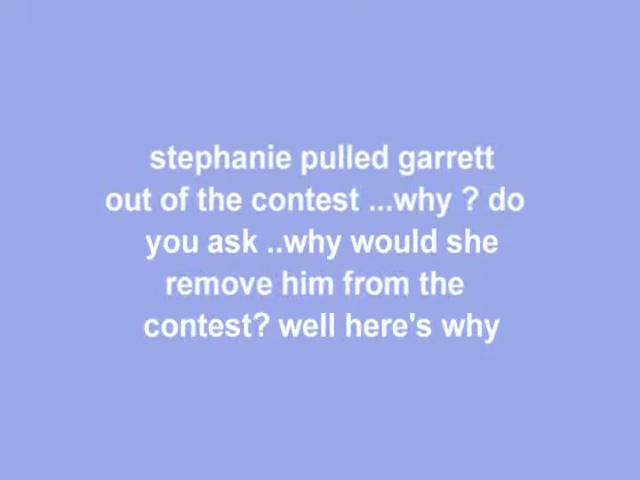 stephanie pulled garrett
out of the contest ...why ? do
you ask ..why would she
remove him from the
contest? well here's why